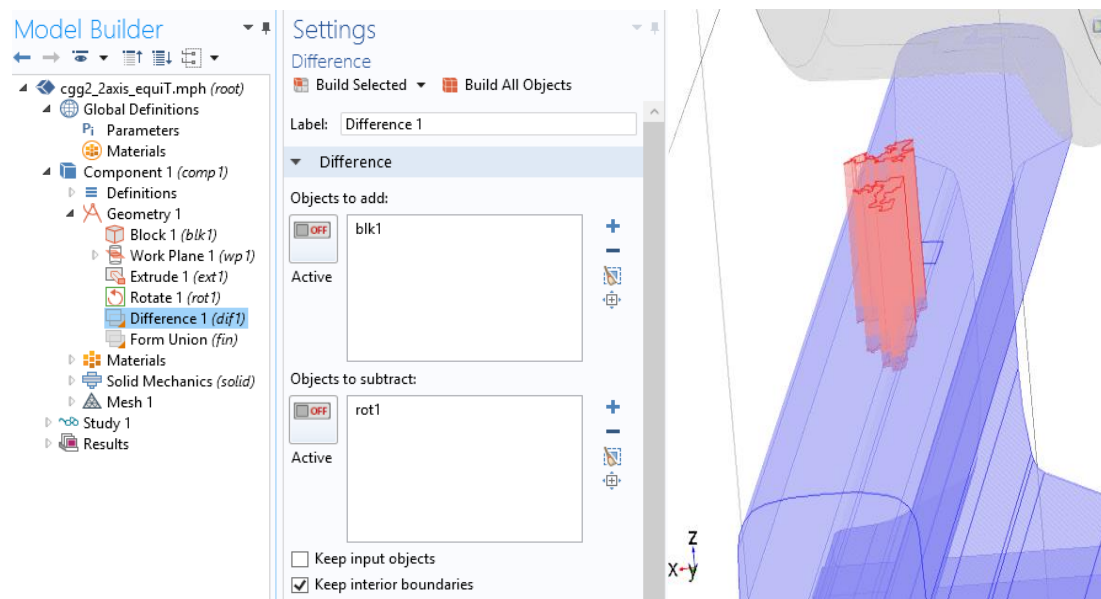 Model Builder
cgg2_2axis_equiT.mph (root)
Global Definitions
Pi Parameters
Materials
Component 1 (comp1)
Definitions
Geometry 1
Block 1 (blk1)
Work Plane 1 (wp1)
Extrude 1 (ext1)
Rotate 1 (rot1)
Difference 1 (dif1)
Form Union (fin)
Materials
Solid Mechanics (solid)
Mesh 1
Study 1
Results
Settings
Difference
Build Selected Build All Objects
Label: Difference 1
Difference
Objects to add:
OFF blk1
Active
Objects to subtract:
OFF rot1
Active
Keep input objects
Keep interior boundaries
z
x y